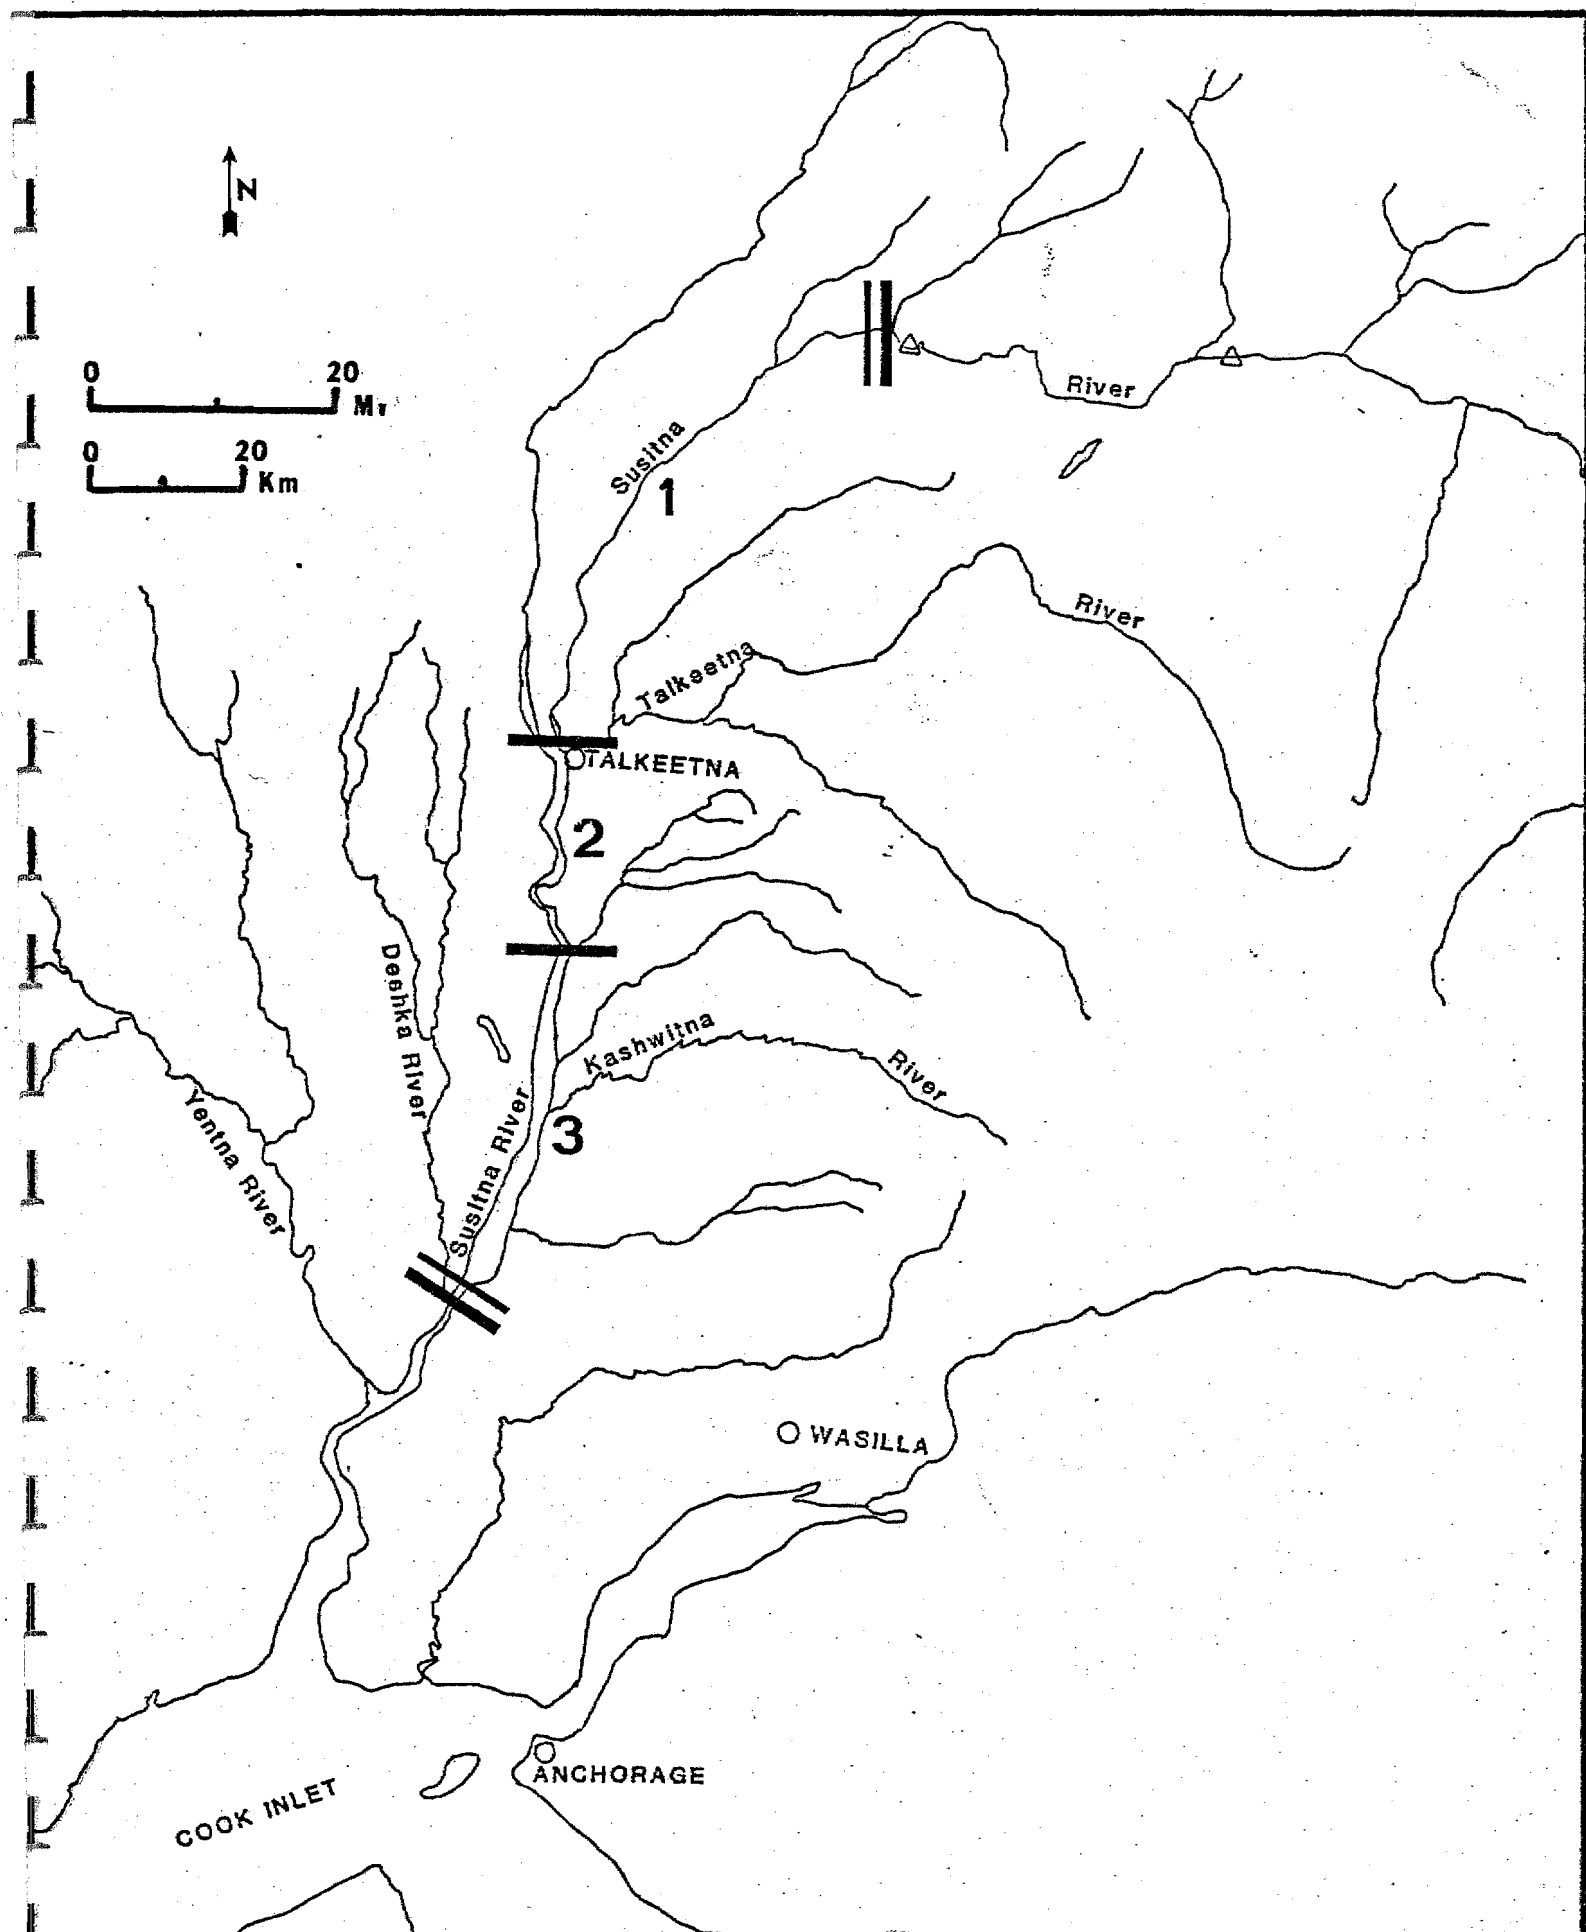 N
0 20
Mi
0 20
Km
River
Susitna
1
River
Talkeetna
TALKEETNA
2
Deshka River
Kashwitna
River
Yentna River
Susitna River
3
WASILLA
ANCHORAGE
COOK INLET